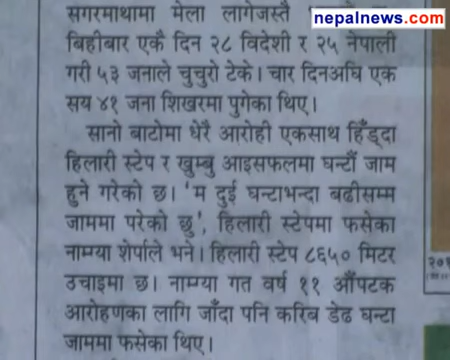 nepalnews.com
सगरमाथामा मेला लागेजस्तै
बिहीबार एकै दिन २८ विदेशी र २५ नेपाली
गरी ५३ जनाले चुचुरो टेके। चार दिनअघि एक
सय ४१ जना शिखरमा पुगेका थिए।
सानो बाटोमा धेरै आरोही एकसाथ हिँड्दा
हिलारी स्टेप र खुम्बु आइसफलमा घन्टौँ जाम
हुने गरेको छ। 'म दुई घन्टाभन्दा बढीसम्म
जाममा परेको छु', हिलारी स्टेपमा फसेका
नाम्ग्या शेर्पाले भने। हिलारी स्टेप ८६५० मिटर
उचाइमा छ। नाम्ग्या गत वर्ष ११ औँपटक
आरोहणका लागि जाँदा पनि करिब डेढ घन्टा
जाममा फसेका थिए।